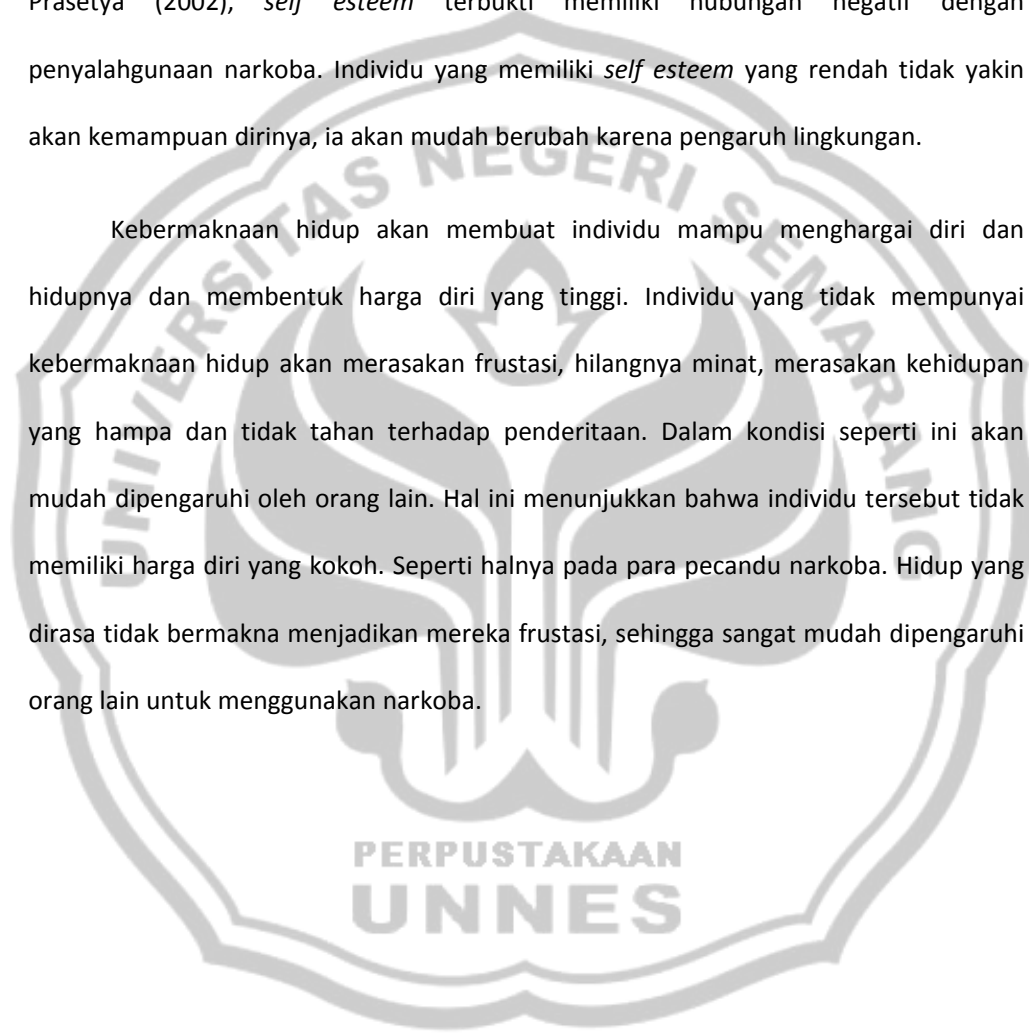 Prasetya (2002), self esteem terbukti memiliki hubungan negatif dengan
penyalahgunaan narkoba. Individu yang memiliki self esteem yang rendah tidak yakin
akan kemampuan dirinya, ia akan mudah berubah karena pengaruh lingkungan.
Kebermaknaan hidup akan membuat individu mampu menghargai diri dan
hidupnya dan membentuk harga diri yang tinggi. Individu yang tidak mempunyai
kebermaknaan hidup akan merasakan frustasi, hilangnya minat, merasakan kehidupan
yang hampa dan tidak tahan terhadap penderitaan. Dalam kondisi seperti ini akan
mudah dipengaruhi oleh orang lain. Hal ini menunjukkan bahwa individu tersebut tidak
memiliki harga diri yang kokoh. Seperti halnya pada para pecandu narkoba. Hidup yang
dirasa tidak bermakna menjadikan mereka frustasi, sehingga sangat mudah dipengaruhi
orang lain untuk menggunakan narkoba.
UNIVERSITAS NEGERI SEMARANG
PERPUSTAKAAN
UNNES